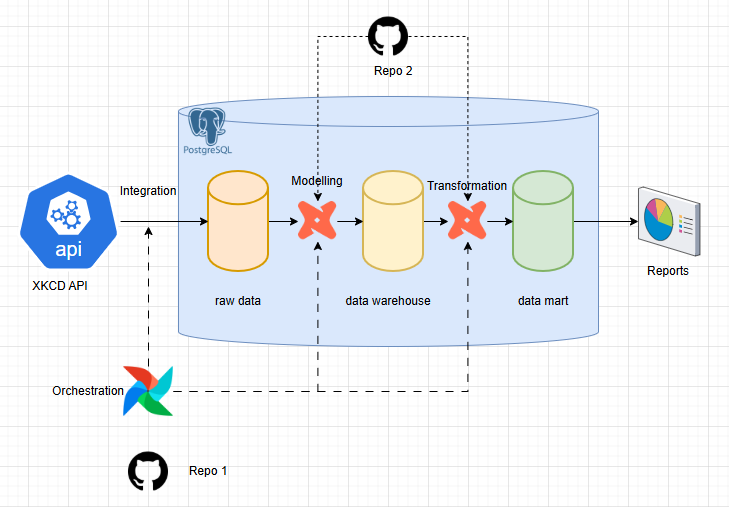 Repo 2
PostgreSQL
Integration
Modelling
Transformation
api
XKCD API
raw data
data warehouse
data mart
Reports
Orchestration
Repo 1